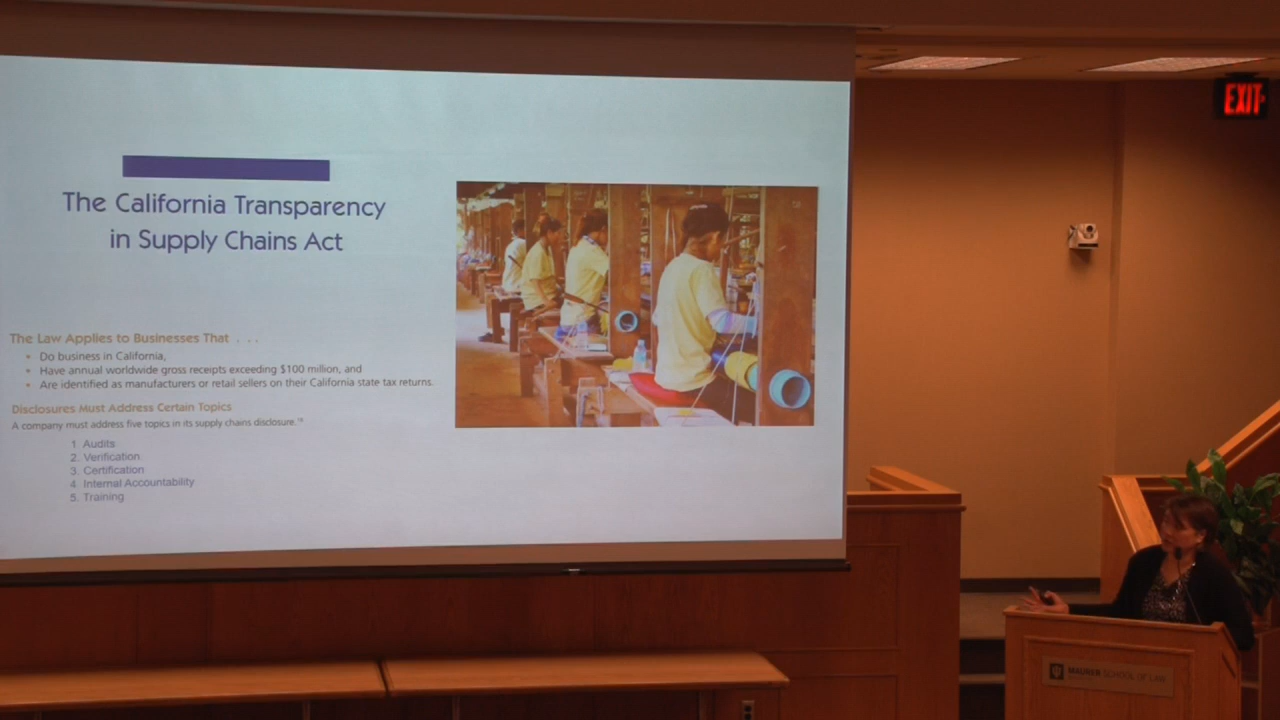 The California Transparency
in Supply Chains Act
The Law Applies to Businesses That . . .
• Do business in California,
• Have annual worldwide gross receipts exceeding $100 million, and
• Are identified as manufacturers or retail sellers on their California state tax returns.
Disclosures Must Address Certain Topics
A company must address five topics in its supply chains disclosure.
1. Audits
2. Verification
3. Certification
4. Internal Accountability
5. Training
EXIT
MAURER SCHOOL OF LAW